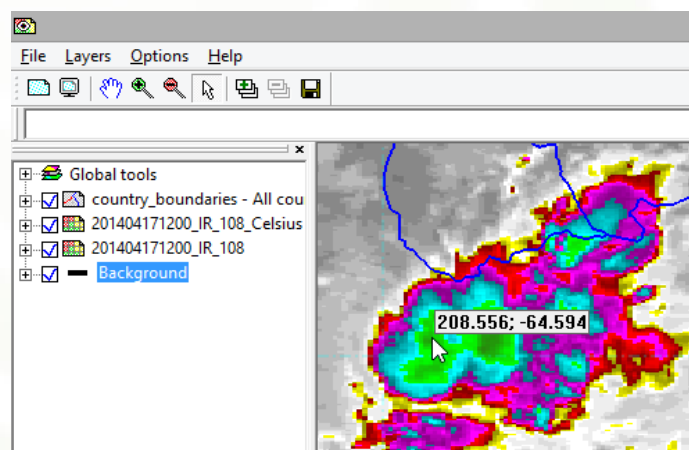 File Layers Options Help
Global tools
country_boundaries - All cou
201404171200_IR_108_Celsius
201404171200_IR_108
Background
208.556; -64.594